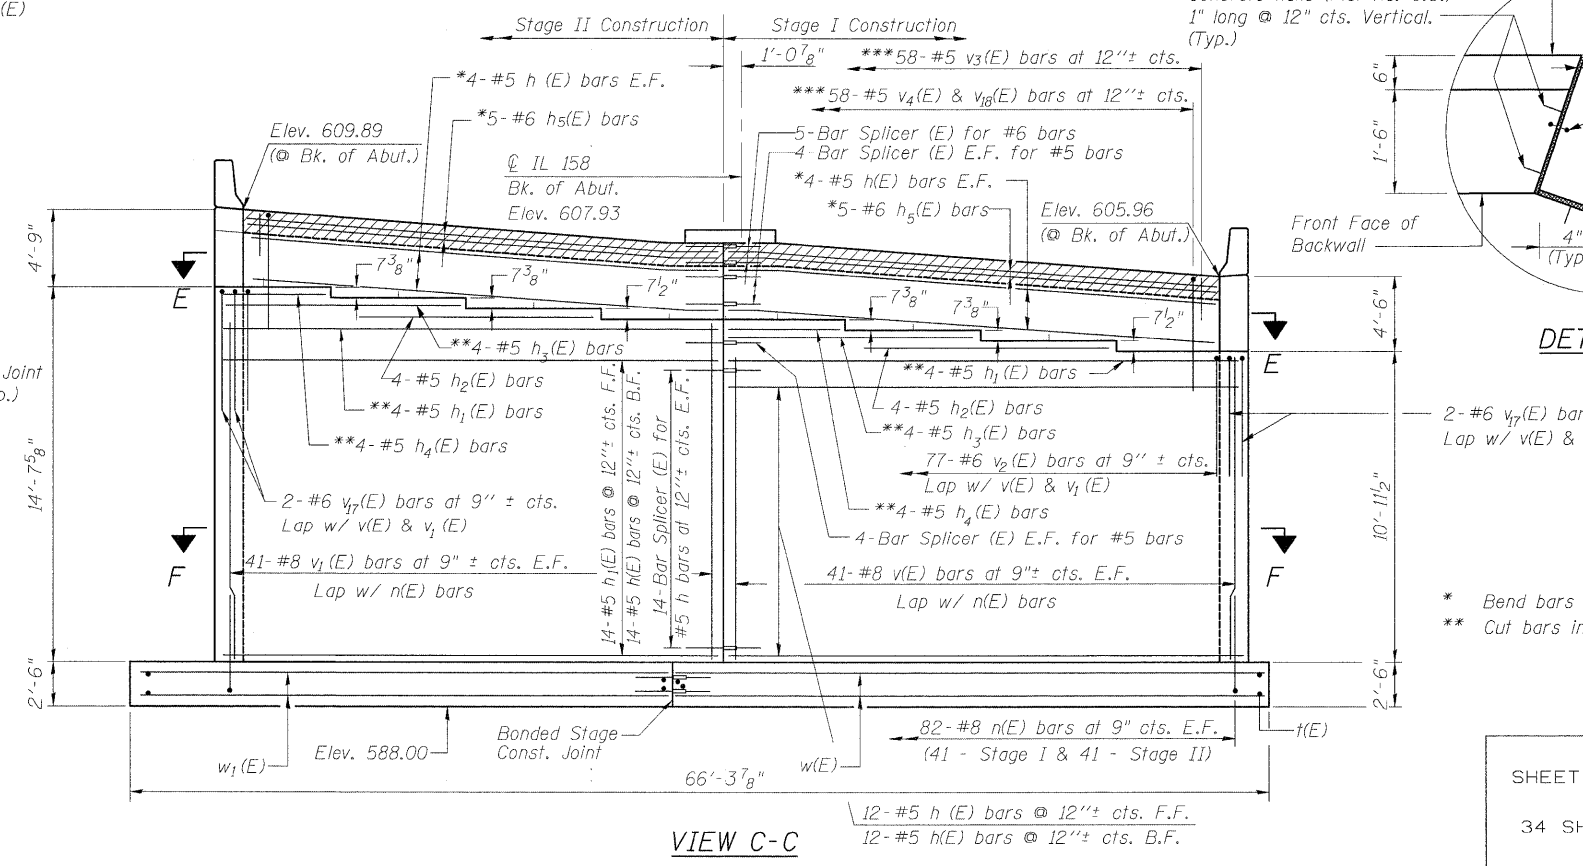 (E)
Stage II Construction
Stage I Construction
1'-0⅞"
1" long @ 12" cts. Vertical.
(Typ.)
***58-#5 v3(E) bars at 12"± cts.
*4-#5 h (E) bars E.F.
***58-#5 v4(E) & v18(E) bars at 12"± cts.
*5-#6 h5(E) bars
5-Bar Splicer (E) for #6 bars
4-Bar Splicer (E) E.F. for #5 bars
Elev. 609.89
(@ Bk. of Abut.)
℄ IL 158
Bk. of Abut.
Elev. 607.93
*4-#5 h(E) bars E.F.
*5-#6 h5(E) bars
Elev. 605.96
(@ Bk. of Abut.)
6"
1'-6"
Front Face of
Backwall
4"
(Typ
4'-9"
E
7⅜"
7⅜"
7½"
7⅜"
7⅜"
7½"
4'-6"
E
DET
Joint
**4-#5 h3(E) bars
4-#5 h2(E) bars
**4-#5 h1(E) bars
**4-#5 h4(E) bars
**4-#5 h1(E) bars
4-#5 h2(E) bars
**4-#5 h3(E) bars
77-#6 v2(E) bars at 9" ± cts.
Lap w/ v(E) & v1(E)
**4-#5 h4(E) bars
4-Bar Splicer (E) E.F. for #5 bars
2-#6 v17(E) bar
Lap w/ v(E) &
14'-7⅝"
2-#6 v17(E) bars at 9" ± cts.
Lap w/ v(E) & v1(E)
14-#5 h1(E) bars @ 12"± cts. F.F.
14-#5 h(E) bars @ 12"± cts. B.F.
14-Bar Splicer (E) for
#5 h bars at 12"± cts. E.F.
10'-11½"
F
41-#8 v1(E) bars at 9" ± cts. E.F.
Lap w/ n(E) bars
41-#8 v(E) bars at 9"± cts. E.F.
Lap w/ n(E) bars
F
* Bend bars
** Cut bars in
2'-6"
2'-6"
w1(E)
Elev. 588.00
Bonded Stage
Const. Joint
w(E)
82-#8 n(E) bars at 9" cts. E.F.
(41 - Stage I & 41 - Stage II)
t(E)
66'-3⅞"
12-#5 h (E) bars @ 12"± cts. F.F.
12-#5 h(E) bars @ 12"± cts. B.F.
VIEW C-C
SHEET
34 SH